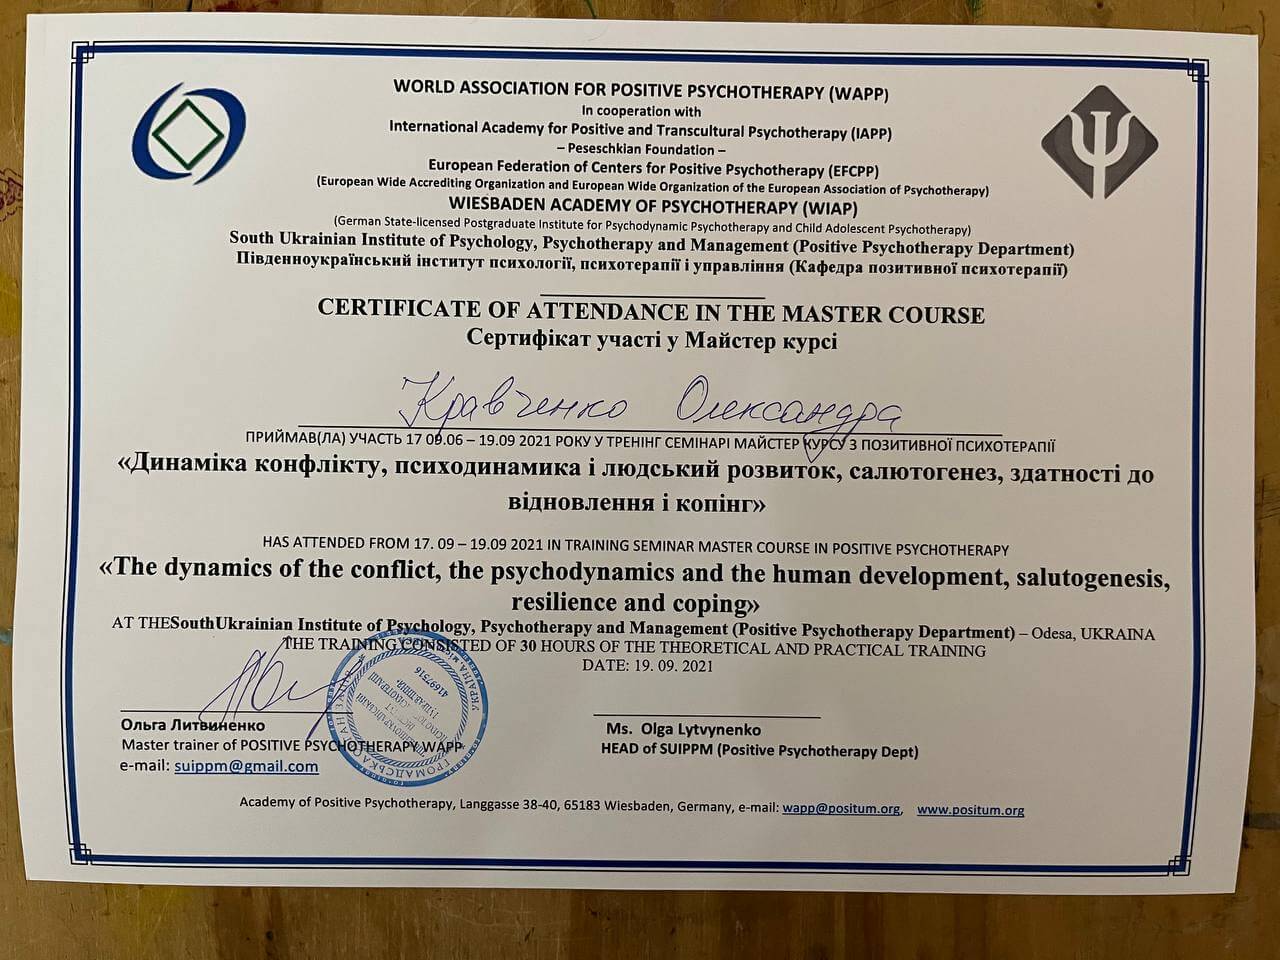 WORLD ASSOCIATION FOR POSITIVE PSYCHOTHERAPY (WAPP)
In cooperation with
International Academy for Positive and Transcultural Psychotherapy (IAPP)
– Peseschkian Foundation –
European Federation of Centers for Positive Psychotherapy (EFCPP)
(European Wide Accrediting Organization and European Wide Organization of the European Association of Psychotherapy)
WIESBADEN ACADEMY OF PSYCHOTHERAPY (WIAP)
(German State-licensed Postgraduate Institute for Psychodynamic Psychotherapy and Child Adolescent Psychotherapy)
South Ukrainian Institute of Psychology, Psychotherapy and Management (Positive Psychotherapy Department)
Південноукраїнський інститут психології, психотерапії і управління (Кафедра позитивної психотерапії)
CERTIFICATE OF ATTENDANCE IN THE MASTER COURSE
Сертифікат участі у Майстер курсі
Кравченко Олександра
ПРИЙМАВ(ЛА) УЧАСТЬ 17 09.06 – 19.09 2021 РОКУ У ТРЕНІНГ СЕМІНАРІ МАЙСТЕР КУРСУ З ПОЗИТИВНОЇ ПСИХОТЕРАПІЇ
«Динаміка конфлікту, психодинамика і людський розвиток, салютогенез, здатності до
відновлення і копінг»
HAS ATTENDED FROM 17. 09 – 19.09 2021 IN TRAINING SEMINAR MASTER COURSE IN POSITIVE PSYCHOTHERAPY
«The dynamics of the conflict, the psychodynamics and the human development, salutogenesis,
resilience and coping»
AT THESouthUkrainian Institute of Psychology, Psychotherapy and Management (Positive Psychotherapy Department) – Odesa, UKRAINA
THE TRAINING CONSISTED OF 30 HOURS OF THE THEORETICAL AND PRACTICAL TRAINING
DATE: 19. 09. 2021
41697516
Ольга Литвиненко
Master trainer of POSITIVE PSYCHOTHERAPY WAPP
e-mail: suippm@gmail.com
Ms. Olga Lytvynenko
HEAD of SUIPPM (Positive Psychotherapy Dept)
Academy of Positive Psychotherapy, Langgasse 38-40, 65183 Wiesbaden, Germany, e-mail: wapp@positum.org, www.positum.org